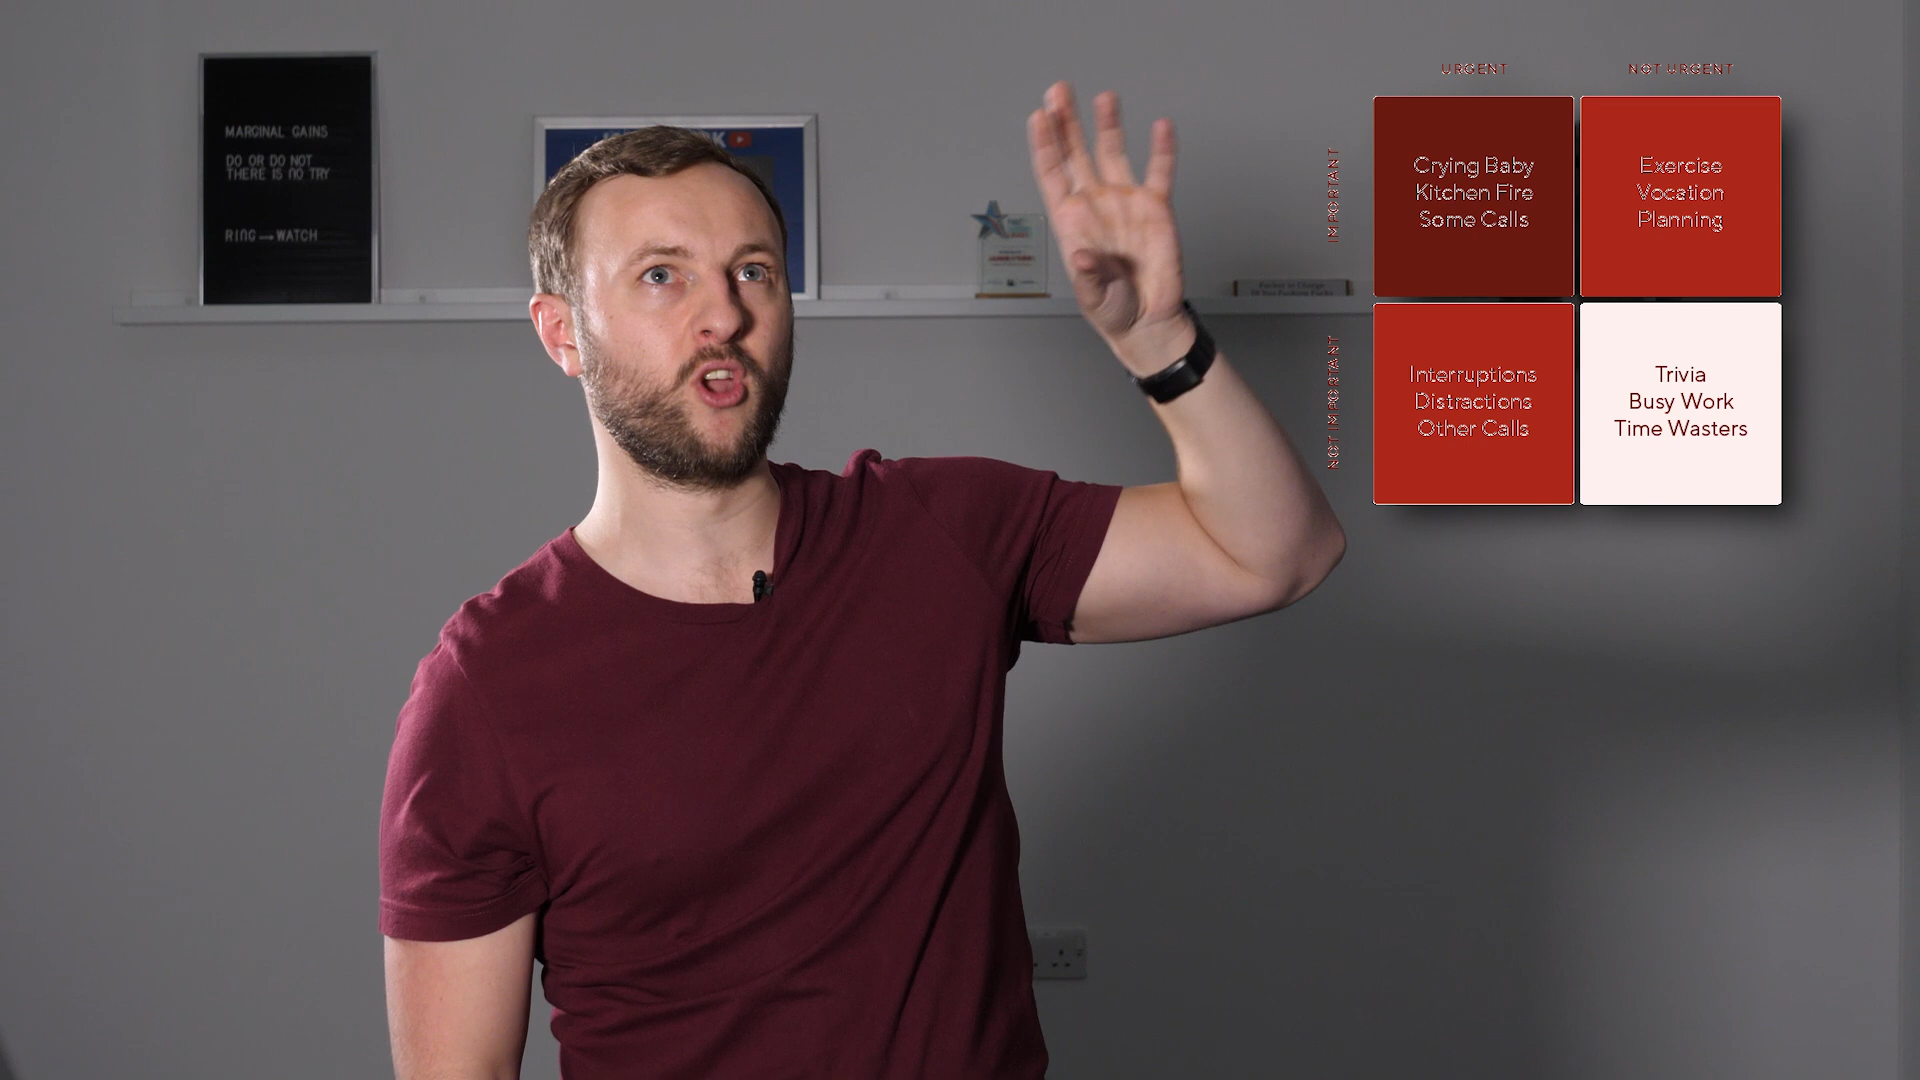 MARGINAL GAINS
DO OR DO NOT
THERE IS NO TRY
RING → WATCH
URGENT
NOT URGENT
IMPORTANT
Crying Baby
Kitchen Fire
Some Calls
Exercise
Vocation
Planning
NOT IMPORTANT
Interruptions
Distractions
Other Calls
Trivia
Busy Work
Time Wasters